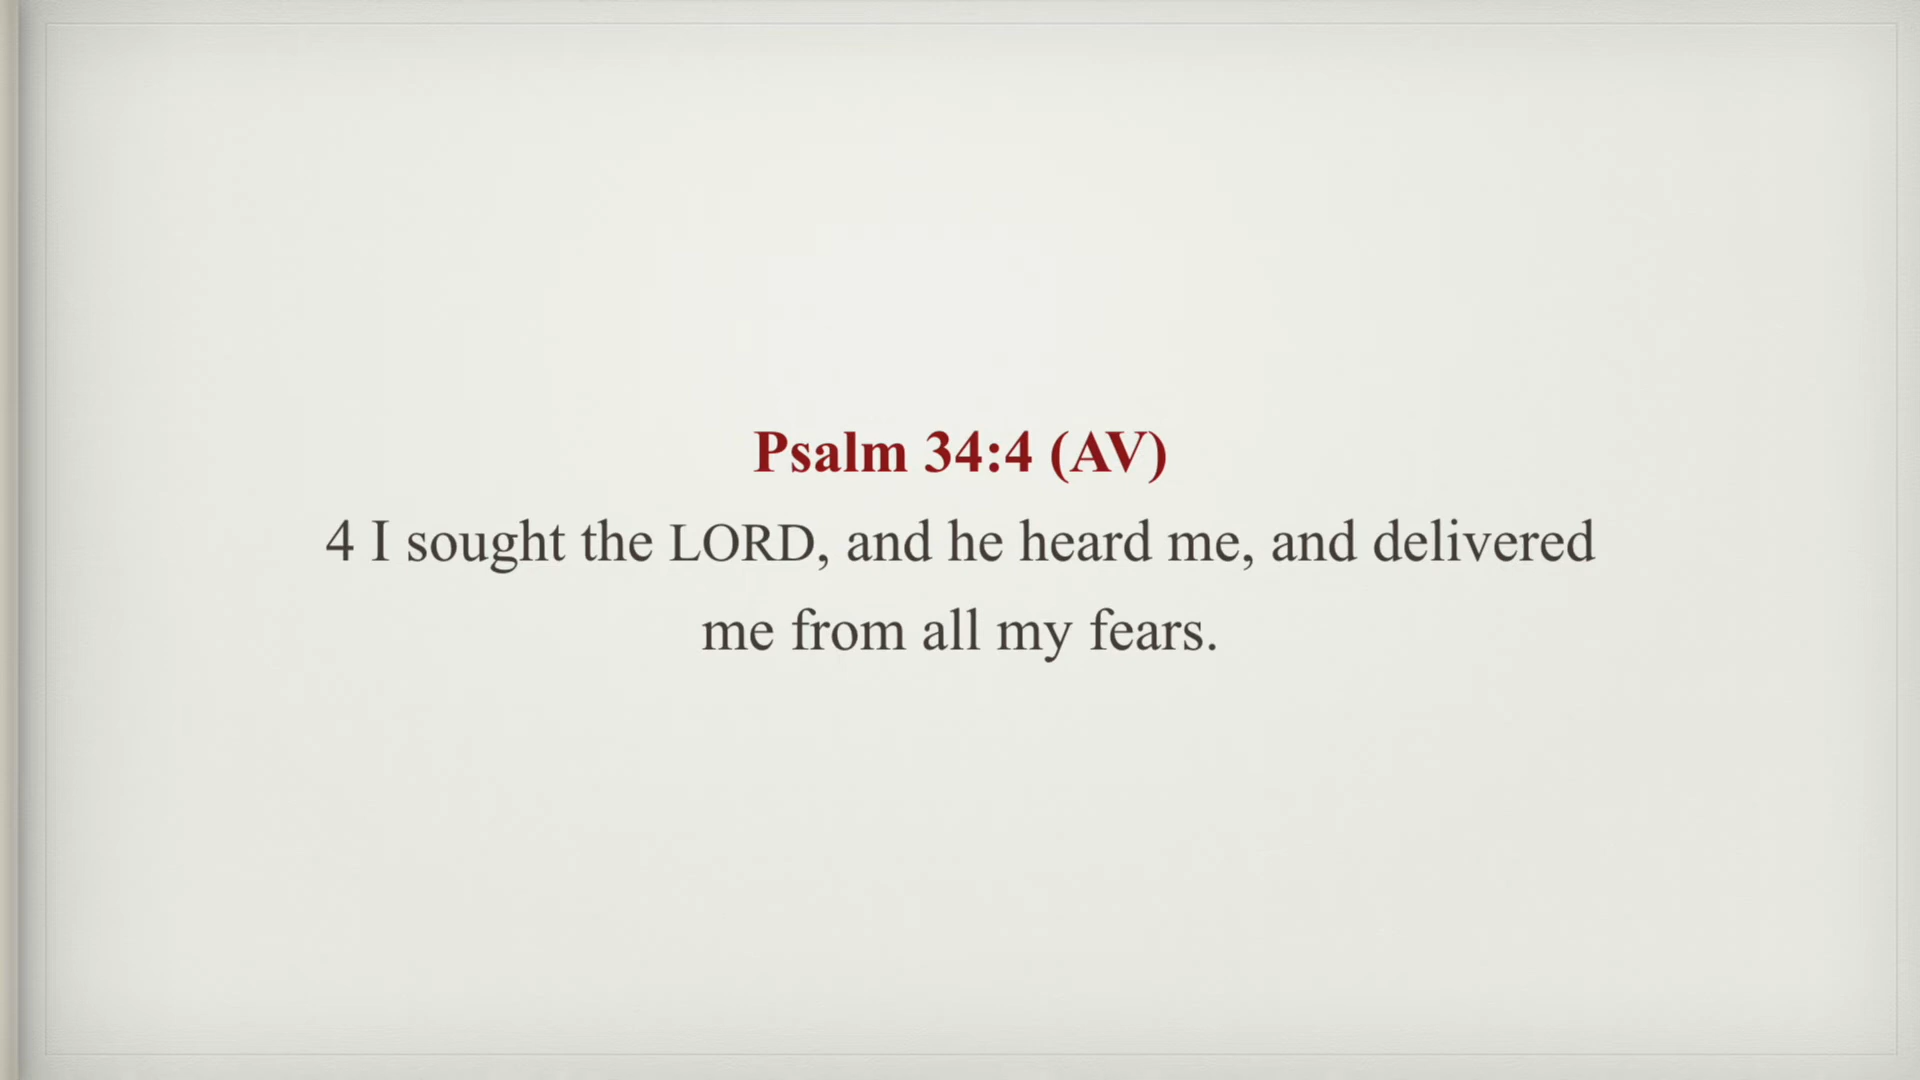 Psalm 34:4 (AV)
4 I sought the LORD, and he heard me, and delivered
me from all my fears.